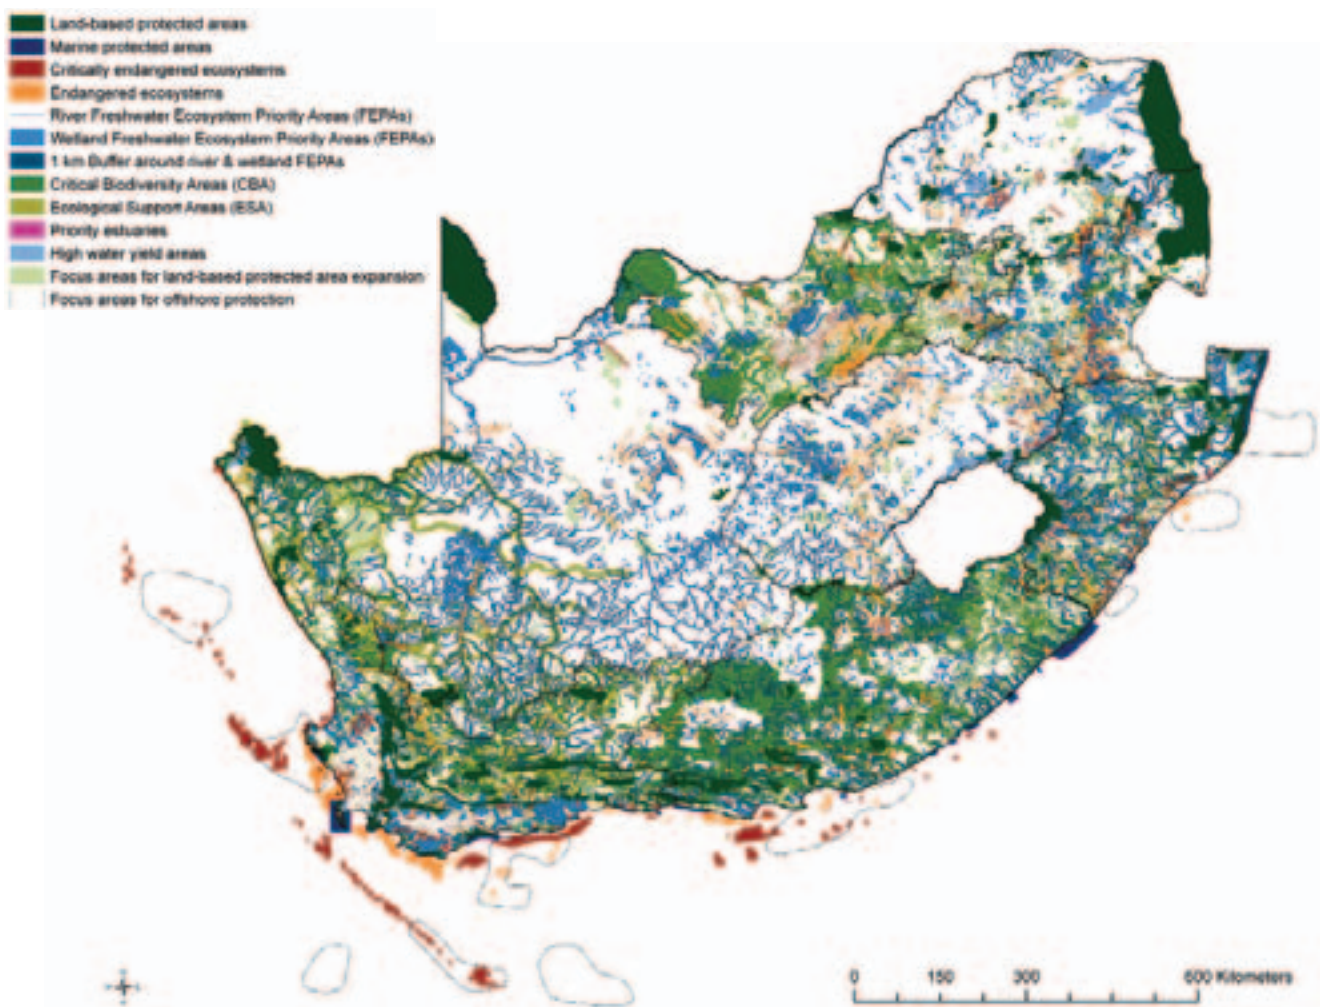 Land-based protected areas
Marine protected areas
Critically endangered ecosystems
Endangered ecosystems
River Freshwater Ecosystem Priority Areas (FEPAs)
Wetland Freshwater Ecosystem Priority Areas (FEPAs)
1 km Buffer around river & wetland FEPAs
Critical Biodiversity Areas (CBA)
Ecological Support Areas (ESA)
Priority estuaries
High water yield areas
Focus areas for land-based protected area expansion
Focus areas for offshore protection
0 150 300 600 Kilometers